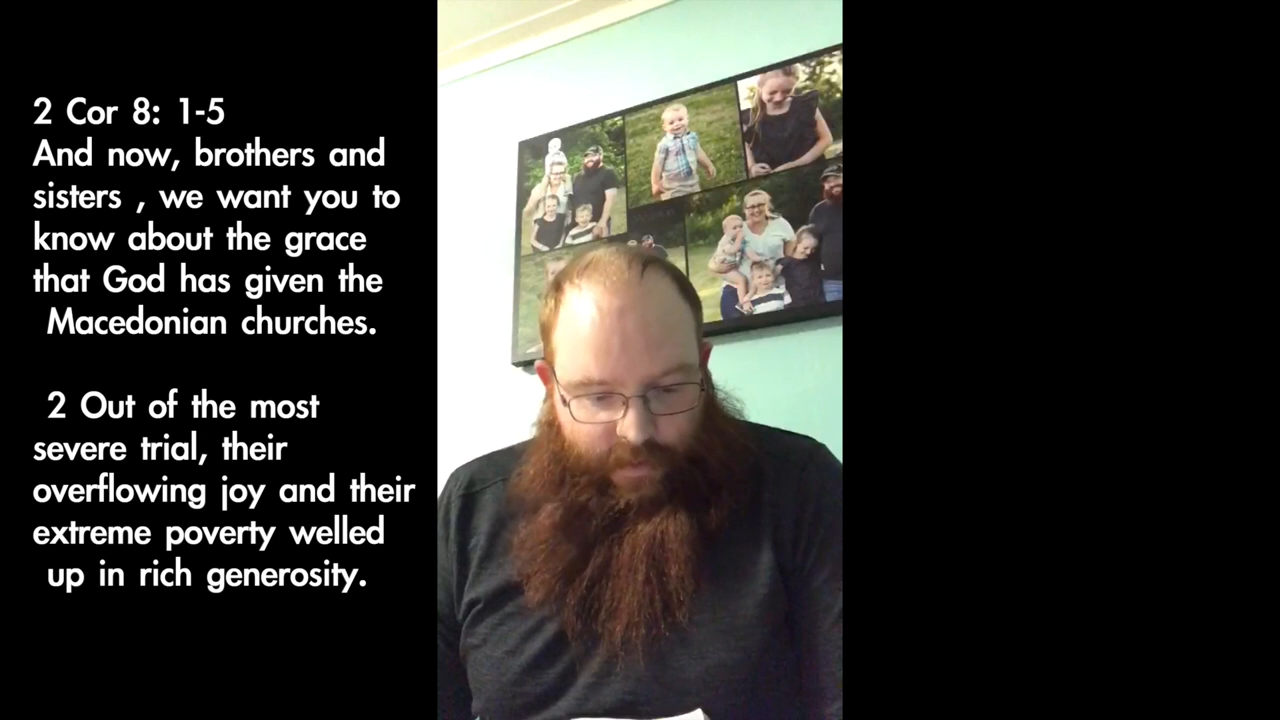 2 Cor 8: 1-5
And now, brothers and
sisters , we want you to
know about the grace
that God has given the
Macedonian churches.
2 Out of the most
severe trial, their
overflowing joy and their
extreme poverty welled
up in rich generosity.